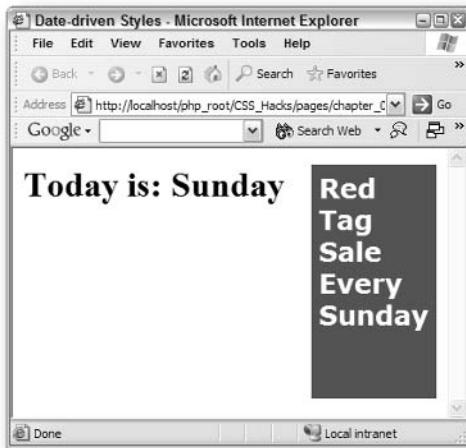 Date-driven Styles - Microsoft Internet Explorer
File Edit View Favorites Tools Help
Back Search Favorites »
Address http://localhost/php_root/CSS_Hacks/pages/chapter_0 Go
Google Search Web »
Today is: Sunday
Red
Tag
Sale
Every
Sunday
Done Local intranet